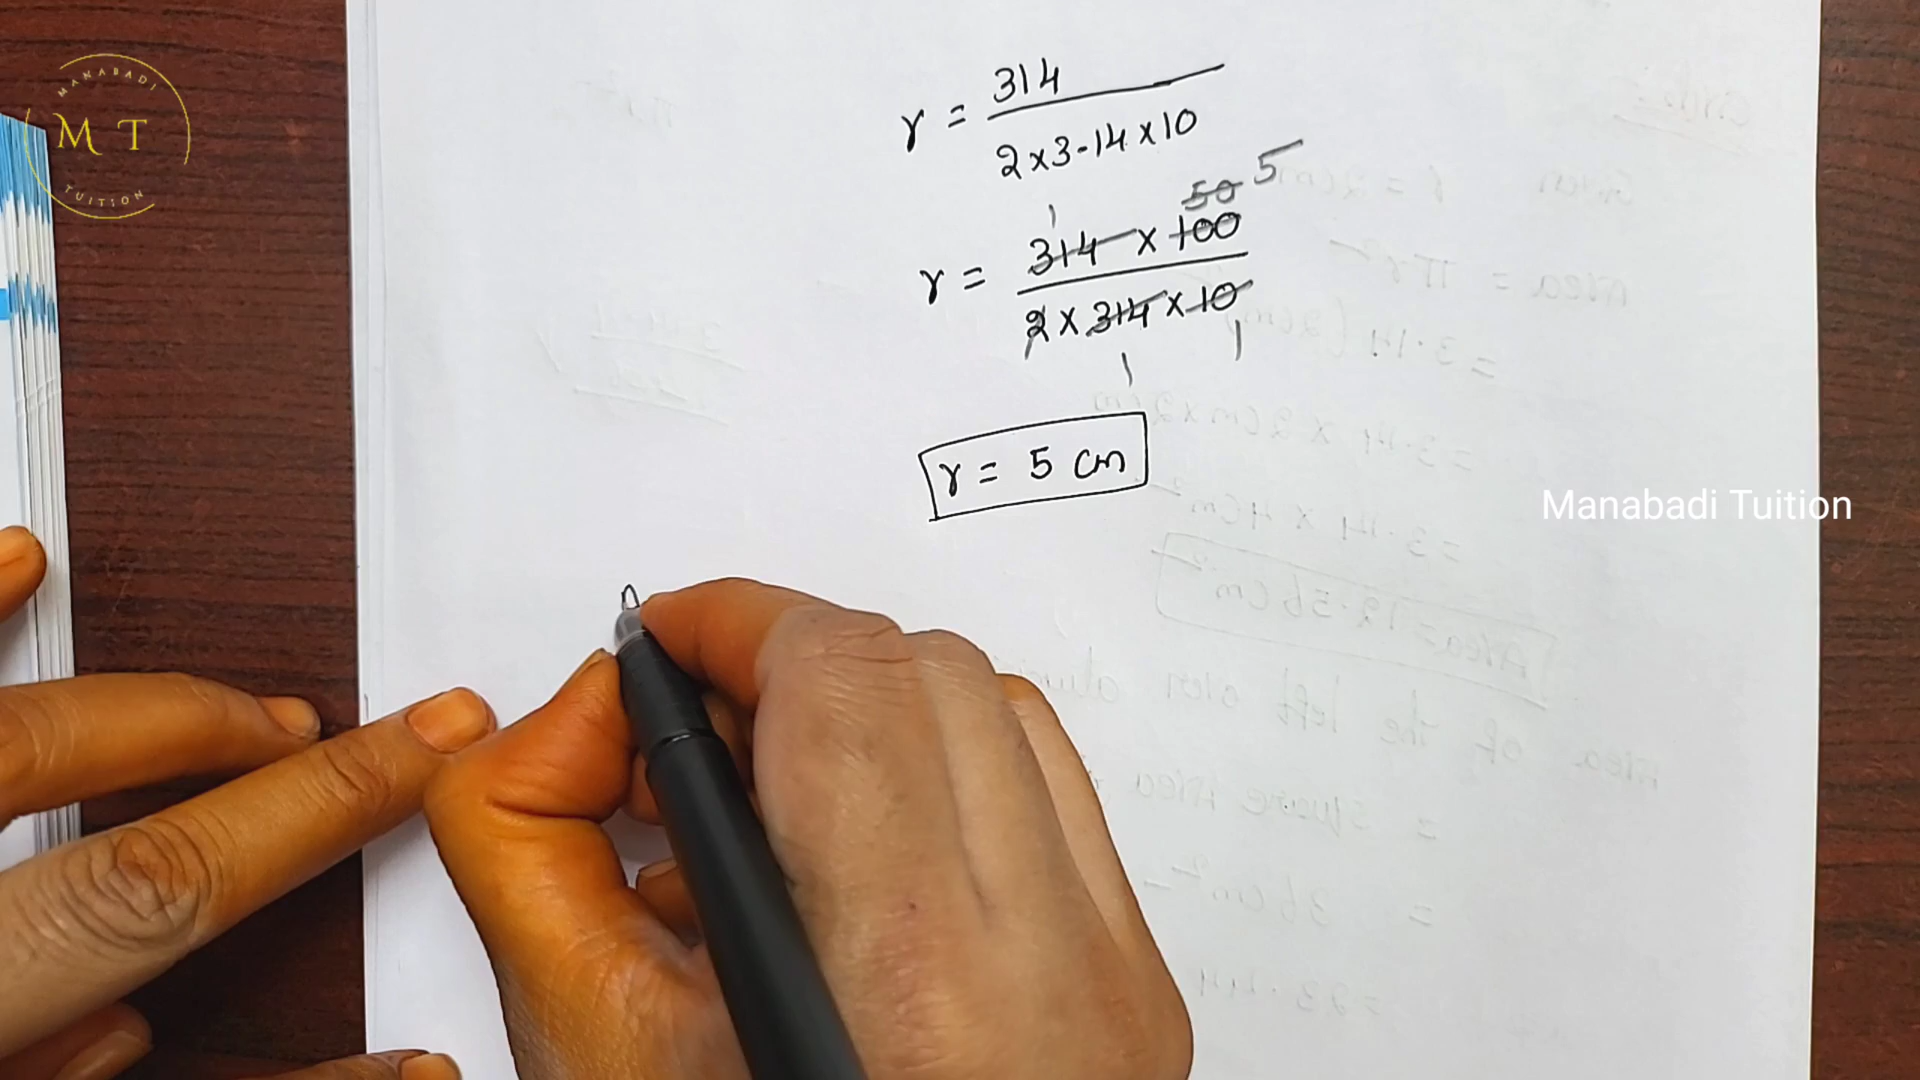 MANABADI
M T
TUITION
r = 314
2 x 3.14 x 10
50 5
1
r = 314 x 100
2 x 314 x 10
1 1
r = 5 cm
Manabadi Tuition